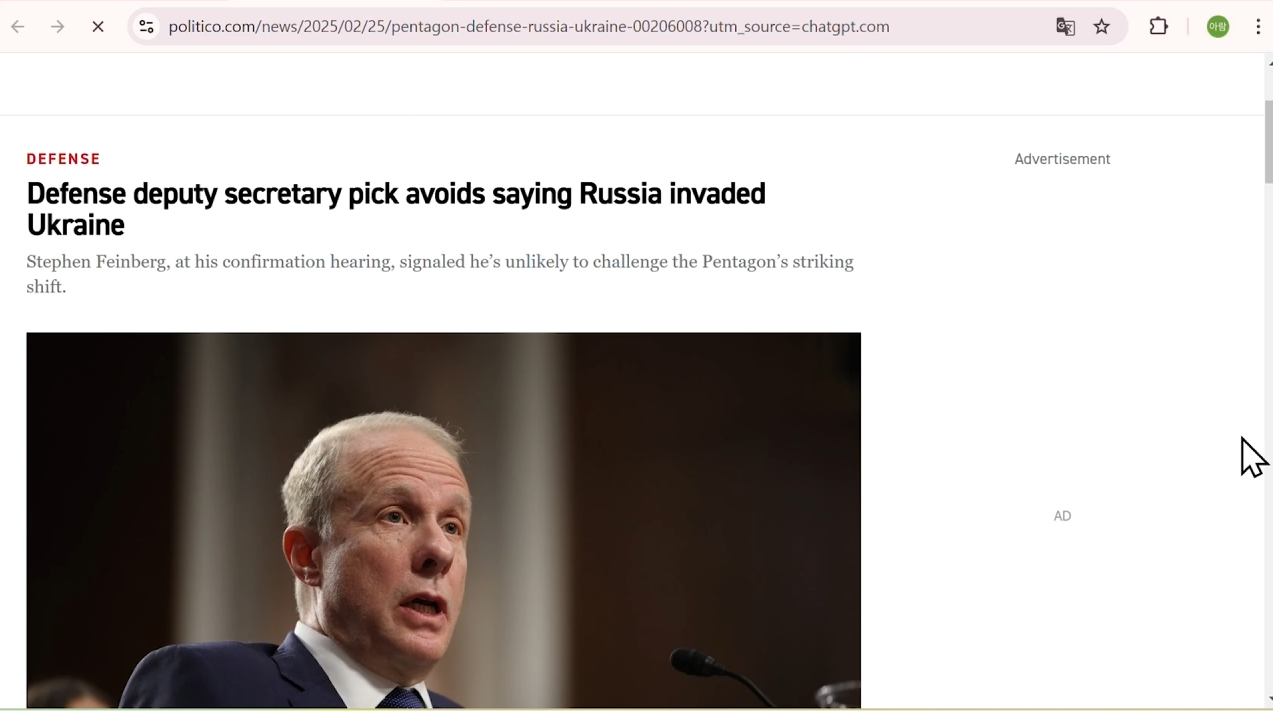 politico.com/news/2025/02/25/pentagon-defense-russia-ukraine-00206008?utm_source=chatgpt.com
아람
DEFENSE
Advertisement
Defense deputy secretary pick avoids saying Russia invaded
Ukraine
Stephen Feinberg, at his confirmation hearing, signaled he’s unlikely to challenge the Pentagon’s striking
shift.
AD